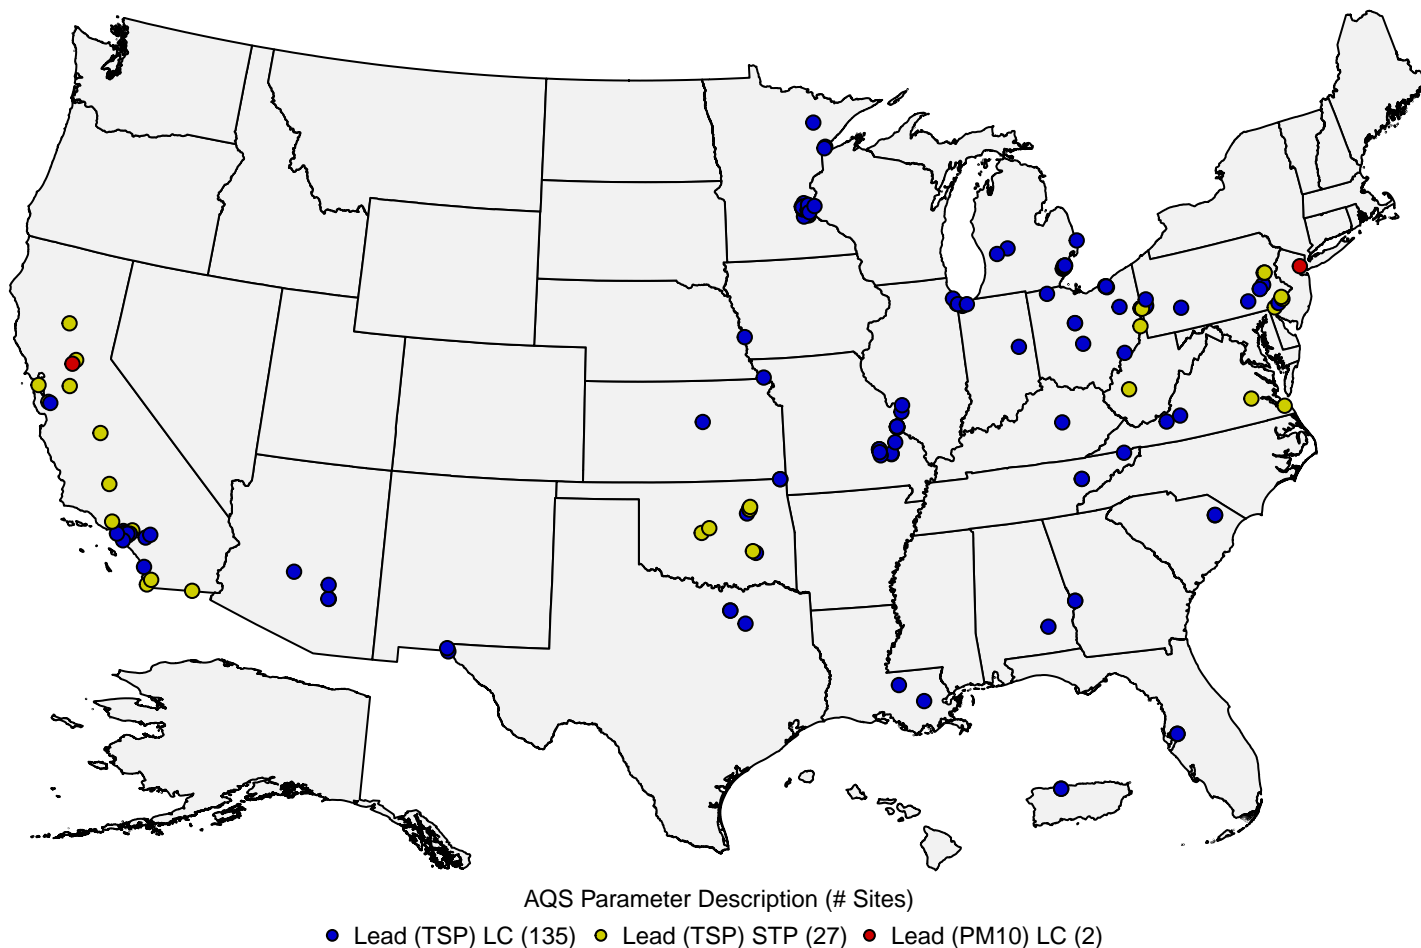 AQS Parameter Description (# Sites)
Lead (TSP) LC (135) Lead (TSP) STP (27) Lead (PM10) LC (2)